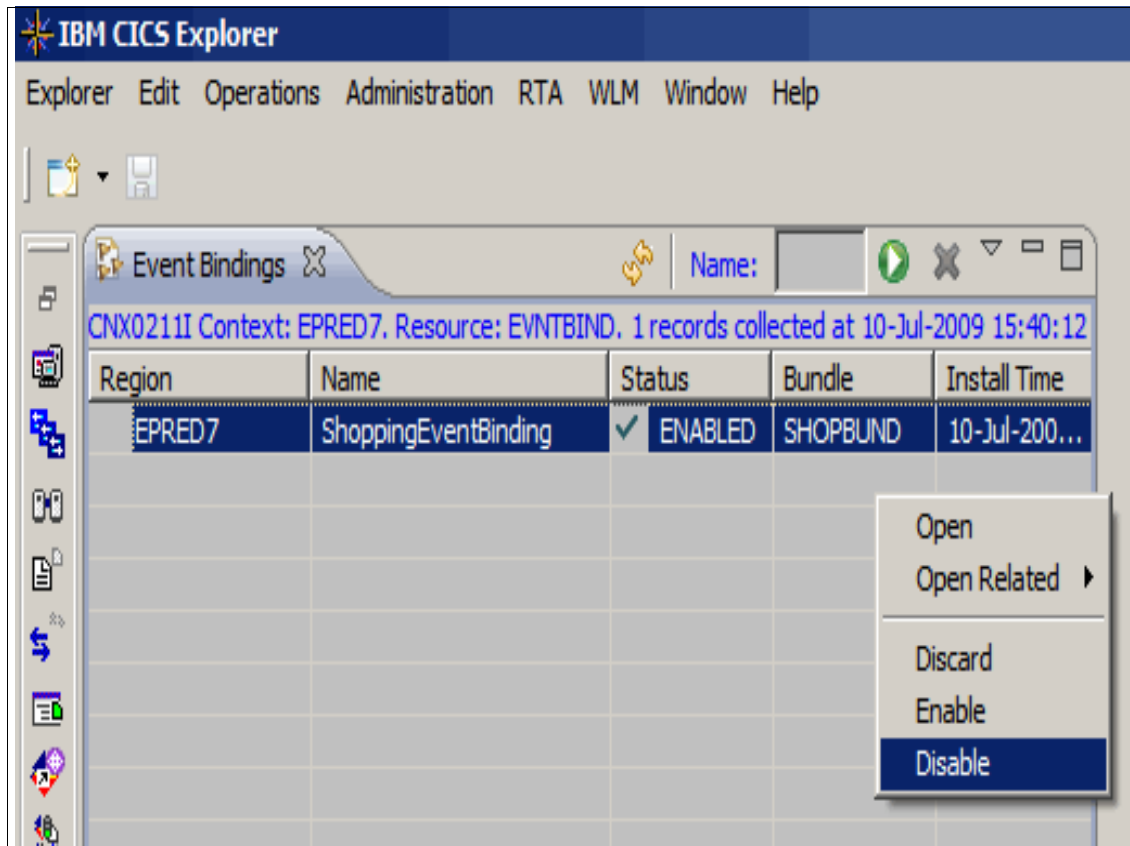 IBM CICS Explorer
Explorer Edit Operations Administration RTA WLM Window Help
Event Bindings Name:
CNX0211I Context: EPRED7. Resource: EVNTBIND. 1 records collected at 10-Jul-2009 15:40:12
Region Name Status Bundle Install Time
EPRED7 ShoppingEventBinding ENABLED SHOPBUND 10-Jul-200...
Open
Open Related
Discard
Enable
Disable